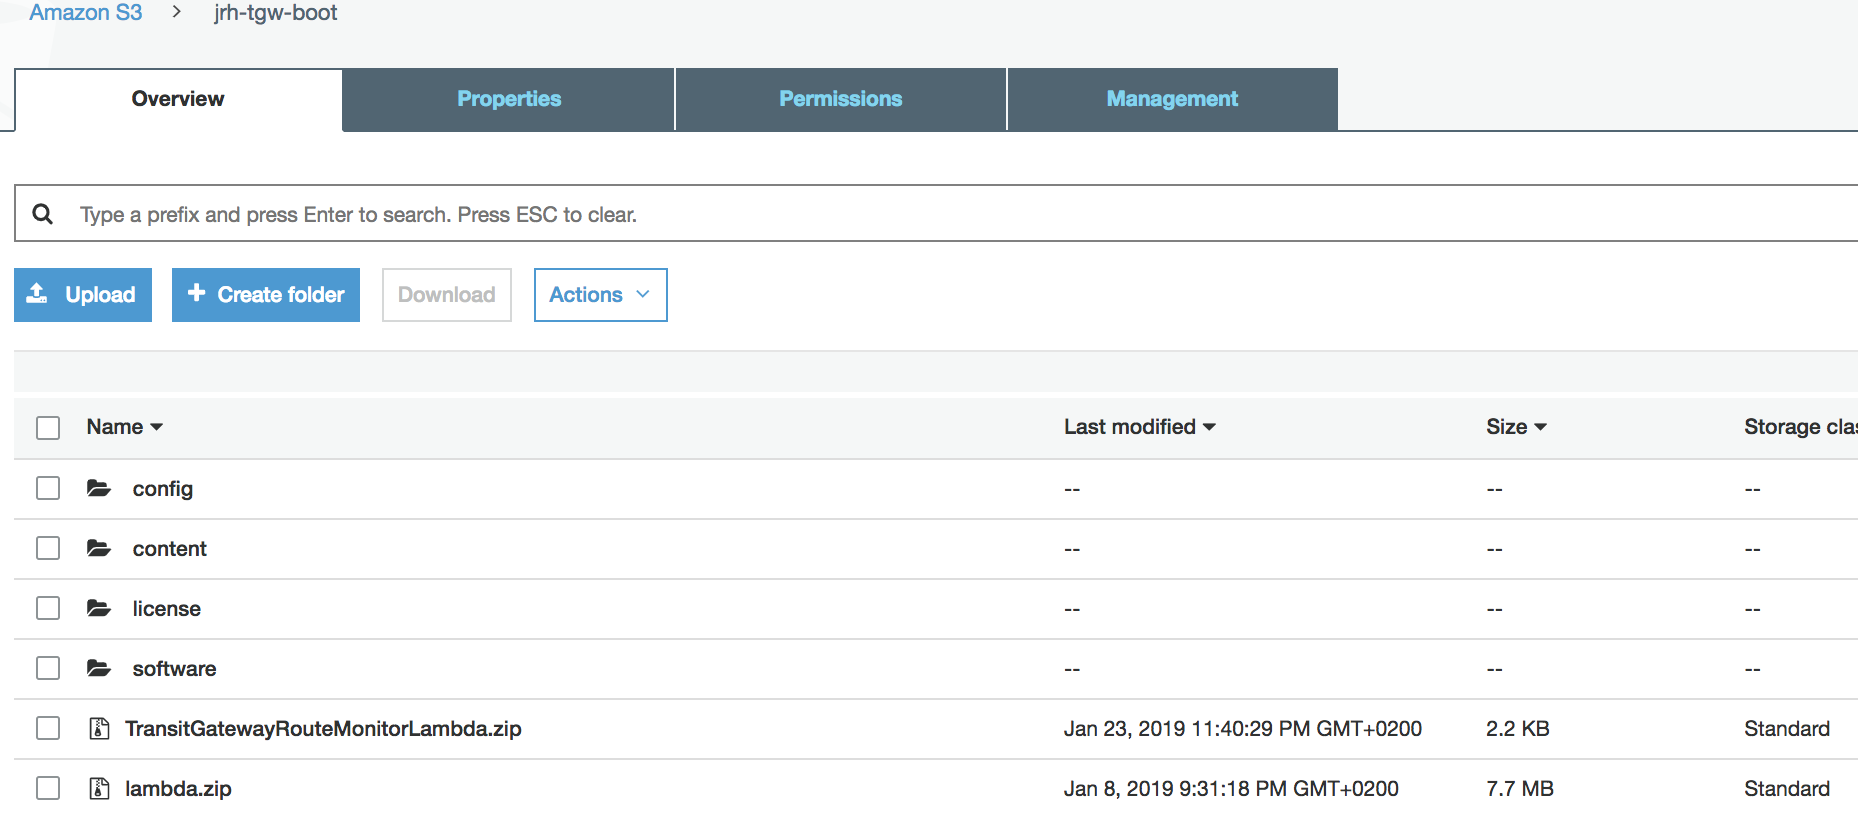 Amazon S3 > jrh-tgw-boot
Overview Properties Permissions Management
Type a prefix and press Enter to search. Press ESC to clear.
Upload + Create folder Download Actions
Name Last modified Size Storage clas
config -- -- --
content -- -- --
license -- -- --
software -- -- --
TransitGatewayRouteMonitorLambda.zip Jan 23, 2019 11:40:29 PM GMT+0200 2.2 KB Standard
lambda.zip Jan 8, 2019 9:31:18 PM GMT+0200 7.7 MB Standard